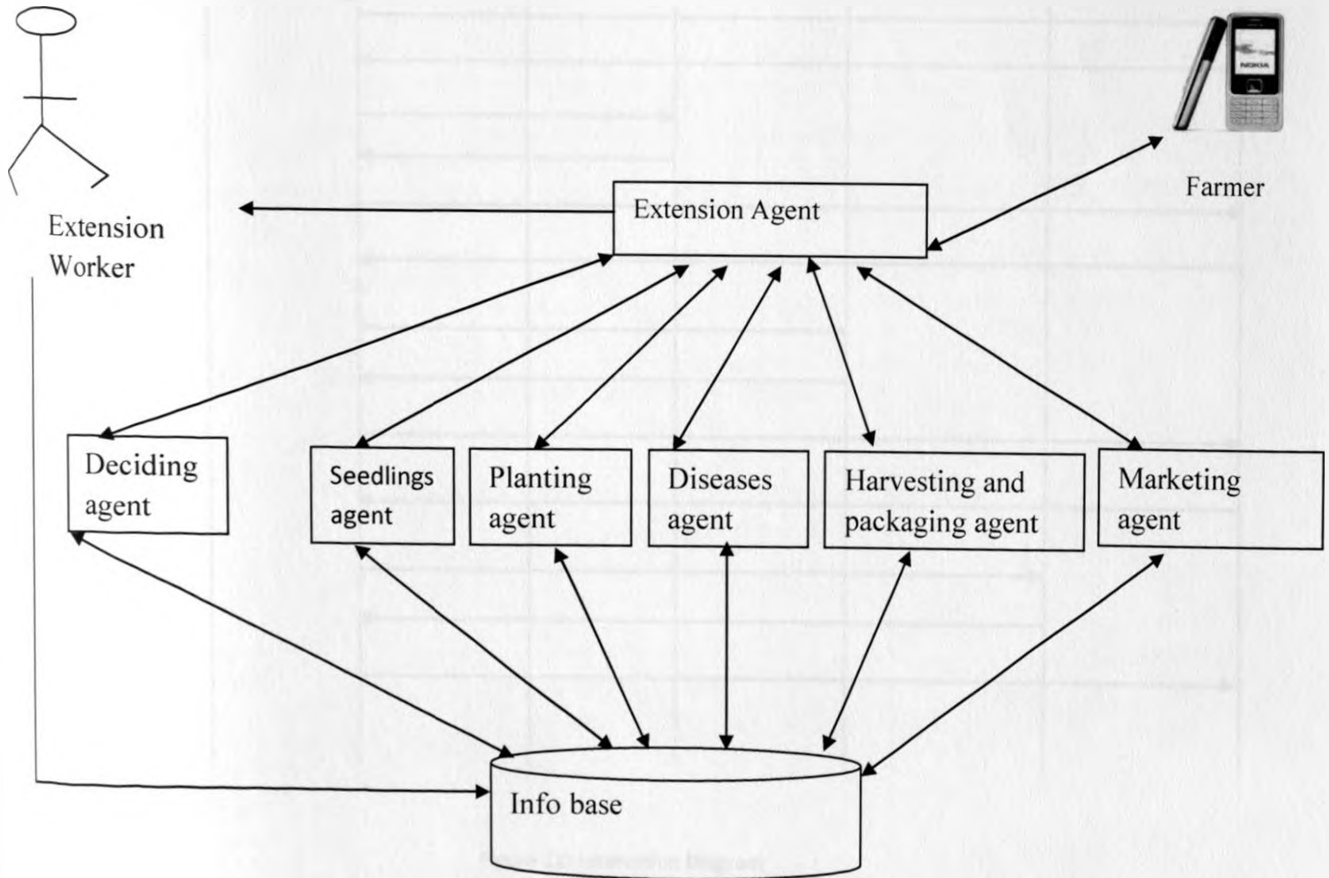 NOKIA
Farmer
Extension Agent
Extension
Worker
Deciding
agent
Seedlings
agent
Planting
agent
Diseases
agent
Harvesting and
packaging agent
Marketing
agent
Info base